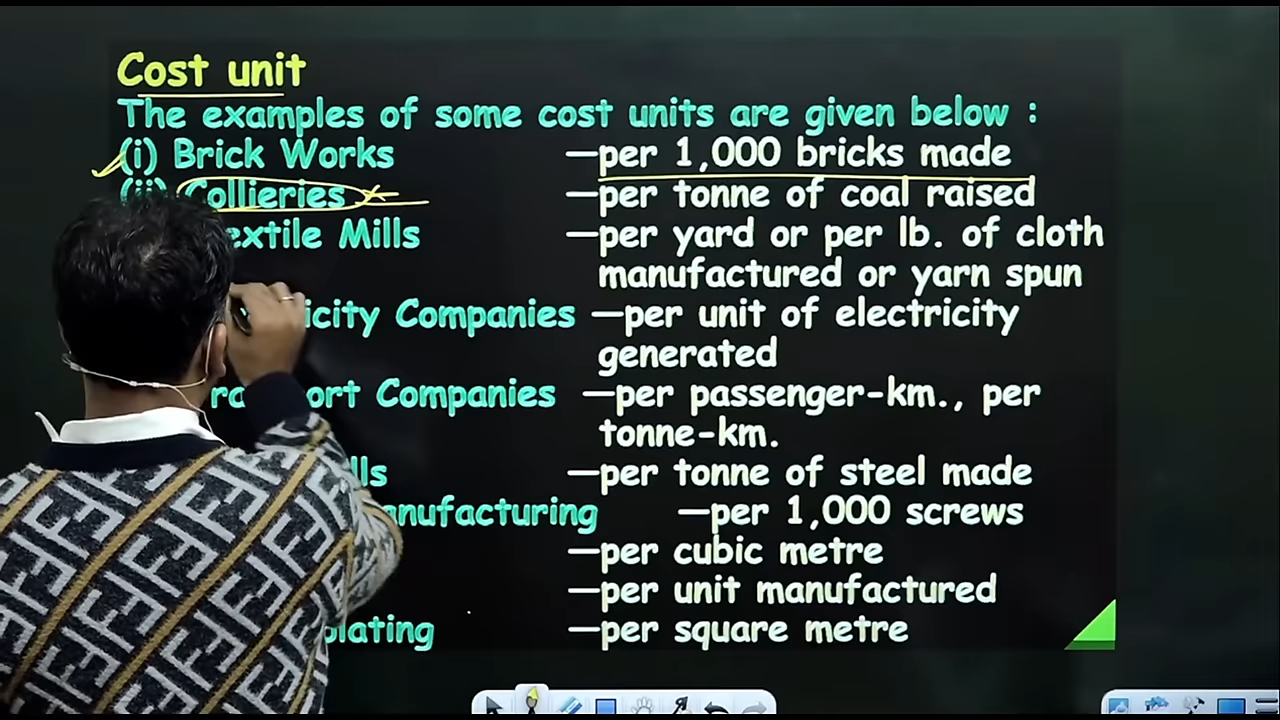 Cost unit
The examples of some cost units are given below :
(i) Brick Works —per 1,000 bricks made
(ii) Collieries —per tonne of coal raised
extile Mills —per yard or per lb. of cloth
manufactured or yarn spun
icity Companies —per unit of electricity
generated
ort Companies —per passenger-km., per
tonne-km.
lls —per tonne of steel made
anufacturing —per 1,000 screws
—per cubic metre
—per unit manufactured
plating —per square metre